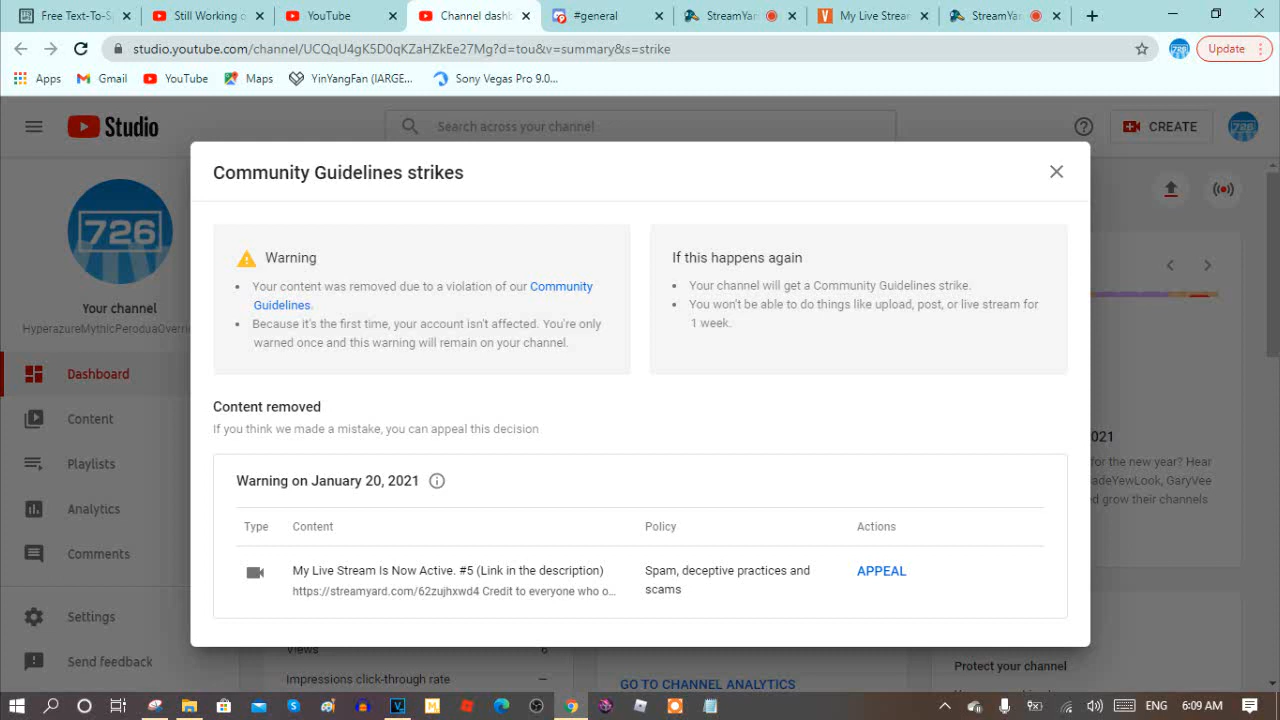 Free Text-To-Sp
Still Working o
YouTube
Channel dashb
#general
StreamYar
My Live Stream
StreamYar
studio.youtube.com/channel/UCQqU4gK5D0qKZaHZkEe27Mg?d=tou&v=summary&s=strike
Update
Apps
Gmail
YouTube
Maps
YinYangFan (lARGE...
Sony Vegas Pro 9.0...
Studio
Search across your channel
CREATE
726
726
Your channel
HyperazureMythicPeroduaOverri
Dashboard
Content
Playlists
Analytics
Comments
Settings
Send feedback
Community Guidelines strikes
Warning
Your content was removed due to a violation of our Community
Guidelines.
Because it's the first time, your account isn't affected. You're only
warned once and this warning will remain on your channel.
If this happens again
Your channel will get a Community Guidelines strike.
You won't be able to do things like upload, post, or live stream for
1 week.
Content removed
If you think we made a mistake, you can appeal this decision
Warning on January 20, 2021
Type Content Policy Actions
My Live Stream Is Now Active. #5 (Link in the description)
https://streamyard.com/62zujhxwd4 Credit to everyone who o...
Spam, deceptive practices and
scams
APPEAL
021
for the new year? Hear
adeYewLook, GaryVee
d grow their channels
Views 6
Impressions click-through rate —
GO TO CHANNEL ANALYTICS
Protect your channel
6:09 AM